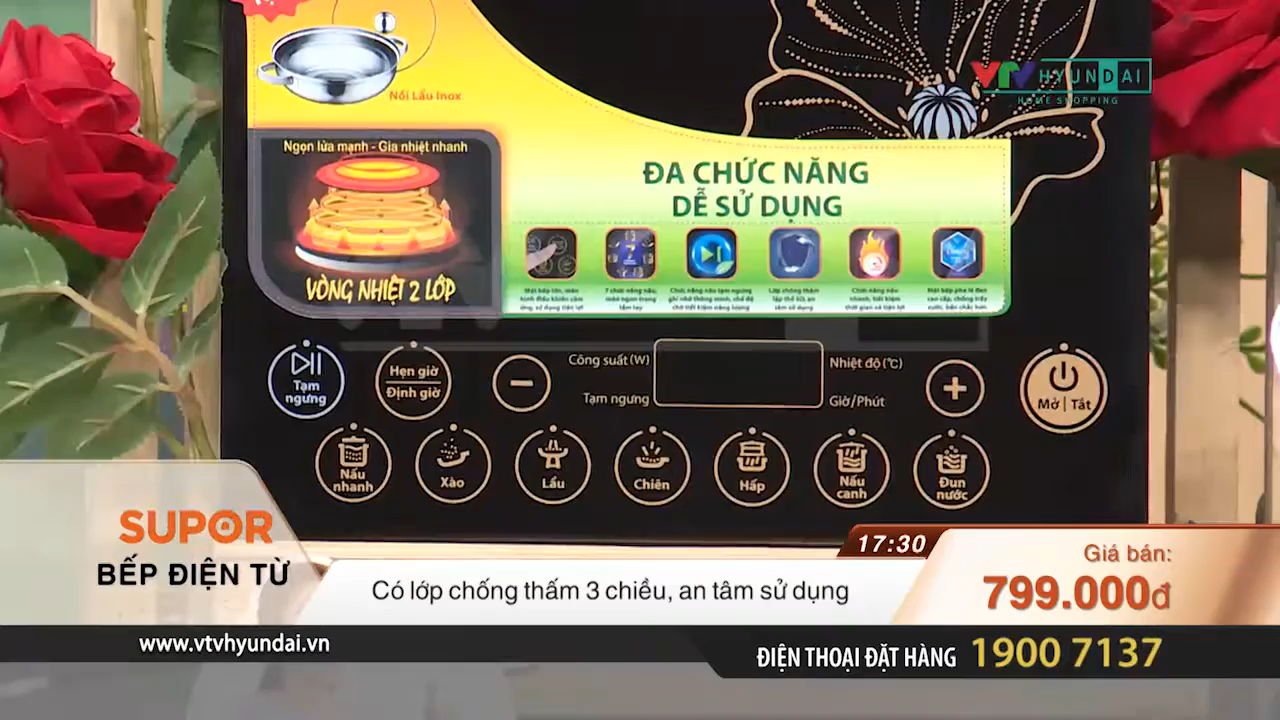 Nồi Lẩu Inox
VTV HYUNDAI
HOME SHOPPING
Ngọn lửa mạnh - Gia nhiệt nhanh
VÒNG NHIỆT 2 LỚP
ĐA CHỨC NĂNG
DỄ SỬ DỤNG
Tạm
ngưng
Hẹn giờ
Định giờ
Công suất (W)
Tạm ngưng
Nhiệt độ (°C)
Giờ/Phút
Mở | Tắt
Nấu
nhanh
Xào
Lẩu
Chiên
Hấp
Nấu
canh
Đun
nước
SUPOR
BẾP ĐIỆN TỪ
Có lớp chống thấm 3 chiều, an tâm sử dụng
17:30
Giá bán:
799.000đ
www.vtvhyundai.vn
ĐIỆN THOẠI ĐẶT HÀNG 1900 7137